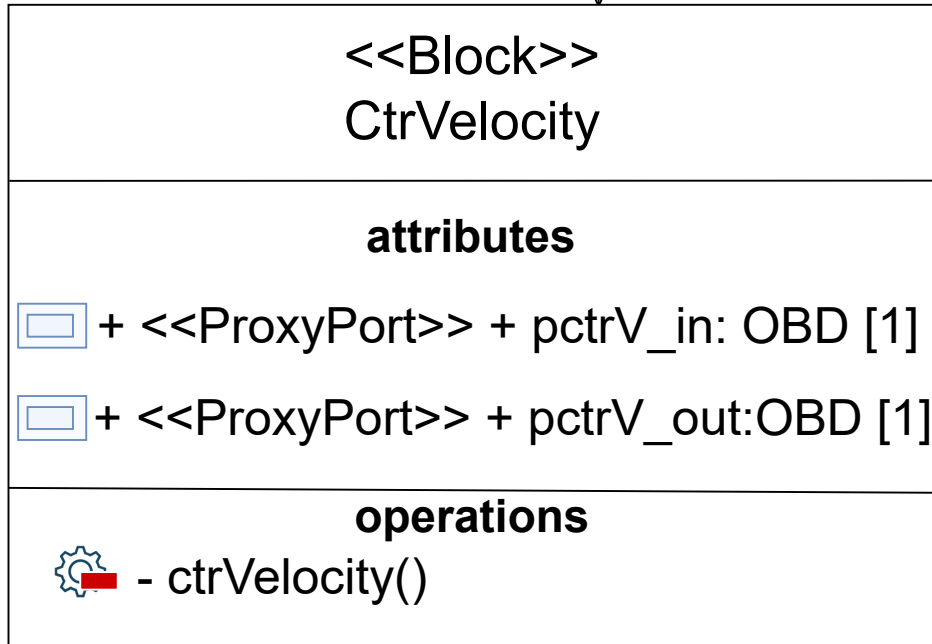 <<Block>>
CtrVelocity
attributes
+ <<ProxyPort>> + pctrV_in: OBD [1]
+ <<ProxyPort>> + pctrV_out:OBD [1]
operations
- ctrVelocity()